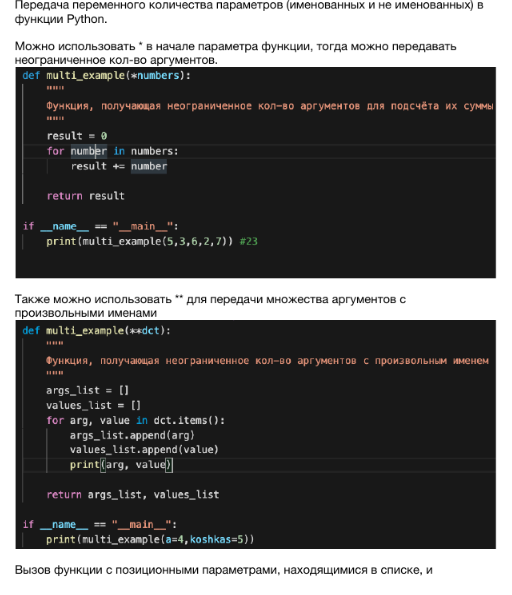 Передача переменного количества параметров (именованных и не именованных) в
функции Python.
Можно использовать * в начале параметра функции, тогда можно передавать
неограниченное кол-во аргументов.
def multi_example(*numbers):
"""
Функция, получающая неограниченное кол-во аргументов для подсчёта их суммы
"""
result = 0
for number in numbers:
result += number
return result
if __name__ == "__main__":
print(multi_example(5,3,6,2,7)) #23
Также можно использовать ** для передачи множества аргументов с
произвольными именами
def multi_example(**dct):
"""
Функция, получающая неограниченное кол-во аргументов с произвольным именем
"""
args_list = []
values_list = []
for arg, value in dct.items():
args_list.append(arg)
values_list.append(value)
print(arg, value)
return args_list, values_list
if __name__ == "__main__":
print(multi_example(a=4,koshkas=5))
Вызов функции с позиционными параметрами, находящимися в списке, и